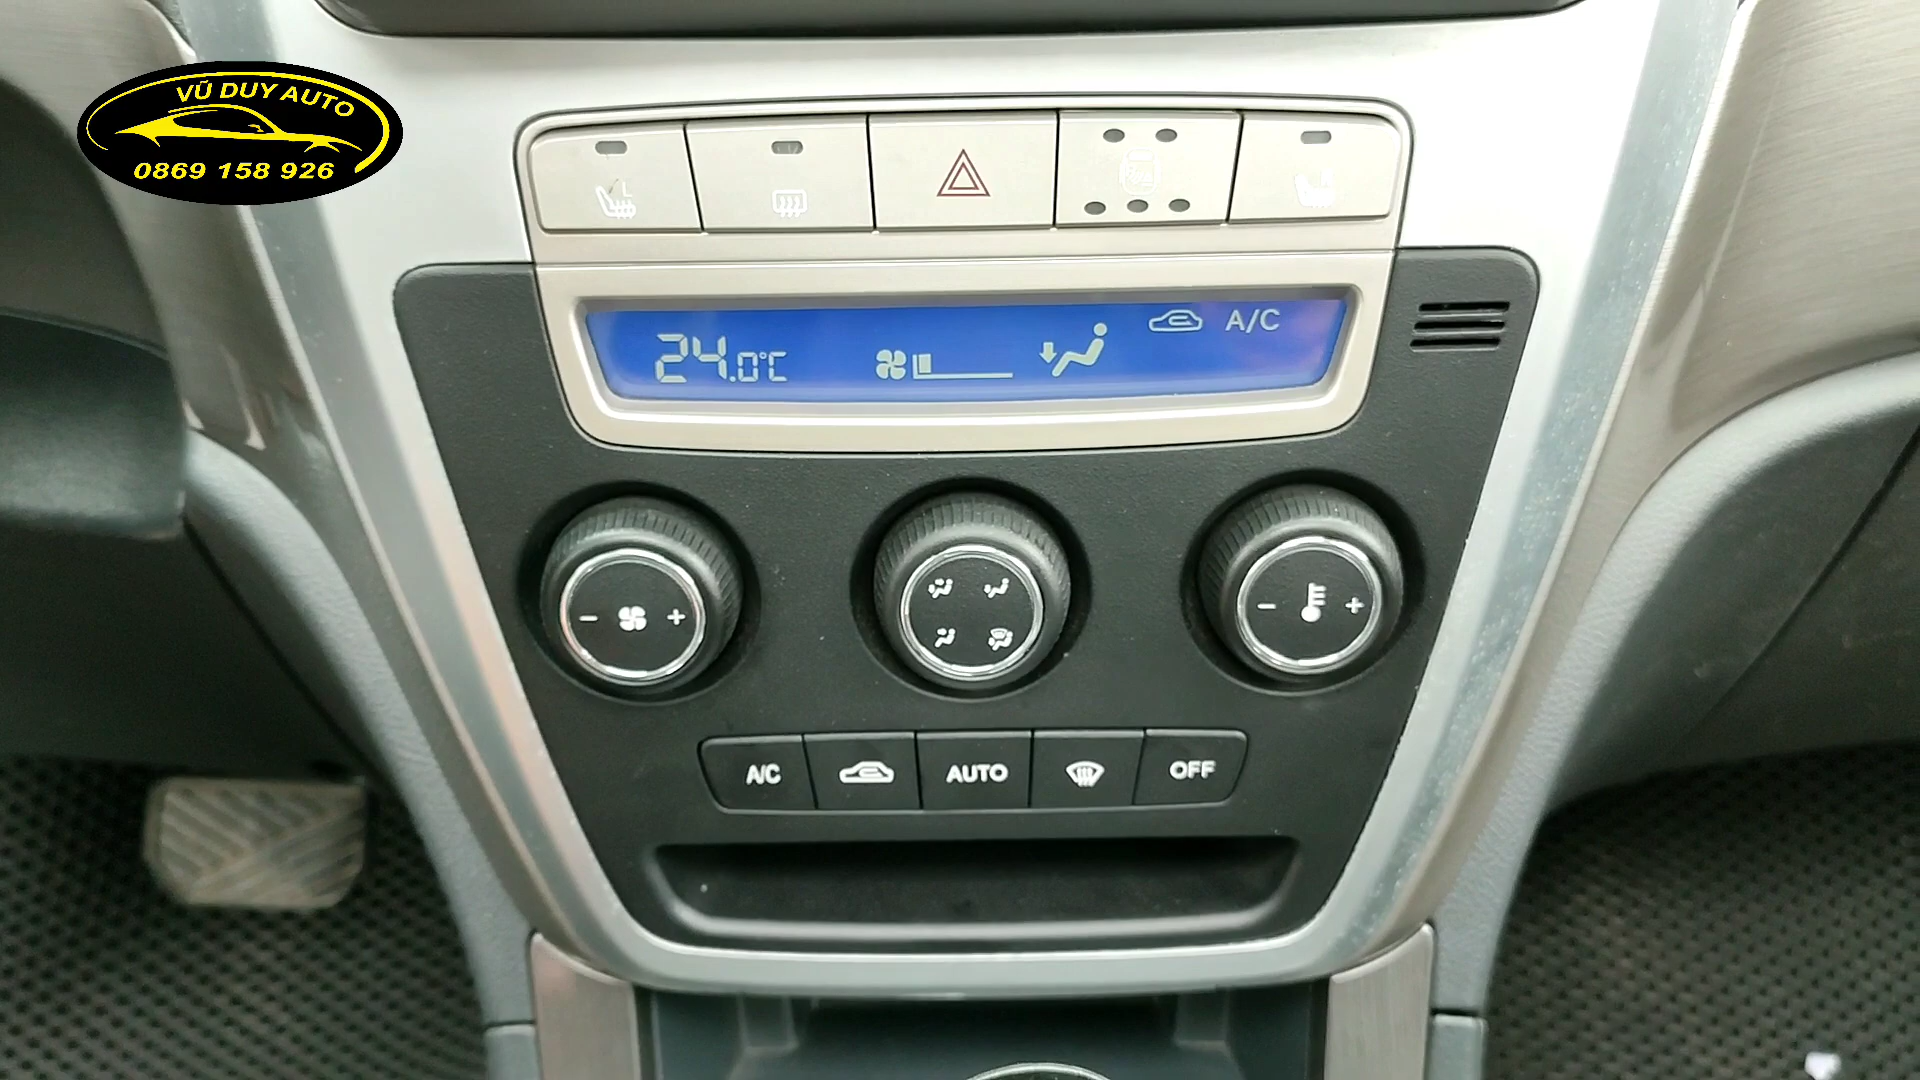 VŨ DUY AUTO
0869 158 926
24.0°C
A/C
- +
- +
A/C AUTO OFF